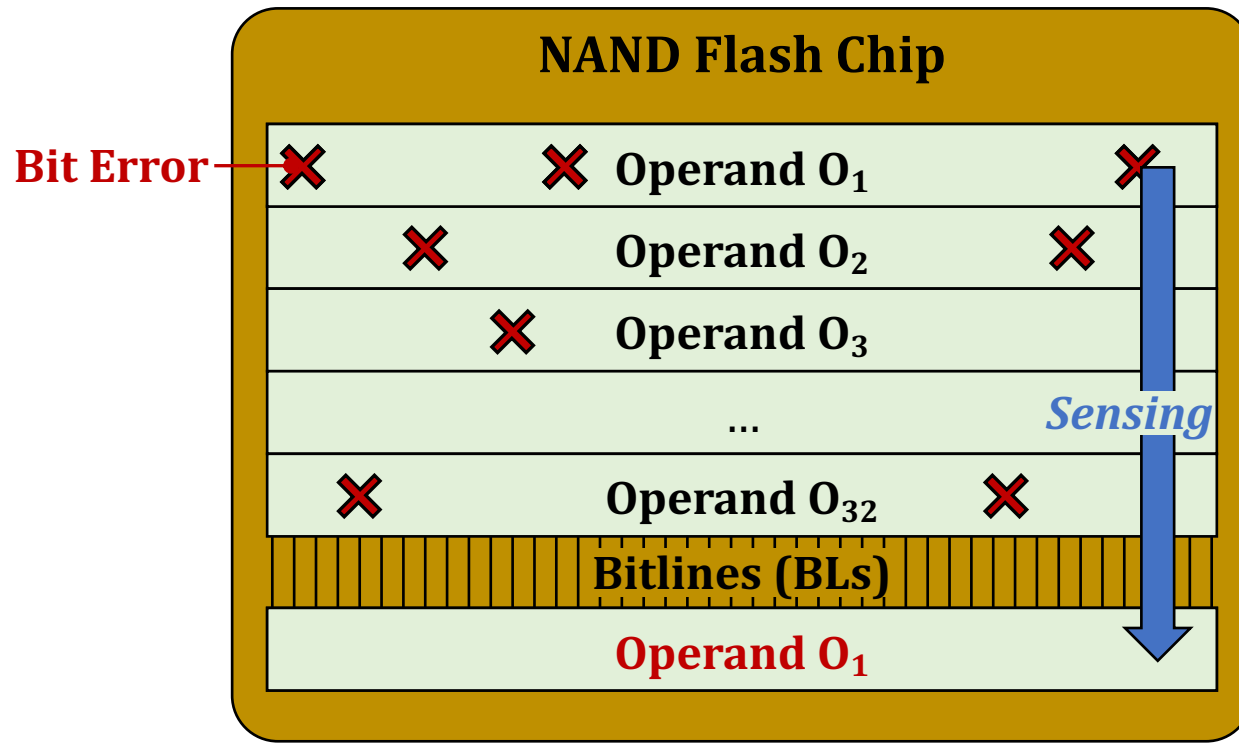 NAND Flash Chip
Bit Error
Operand O₁
Operand O₂
Operand O₃
...
Sensing
Operand O₃₂
Bitlines (BLs)
Operand O₁